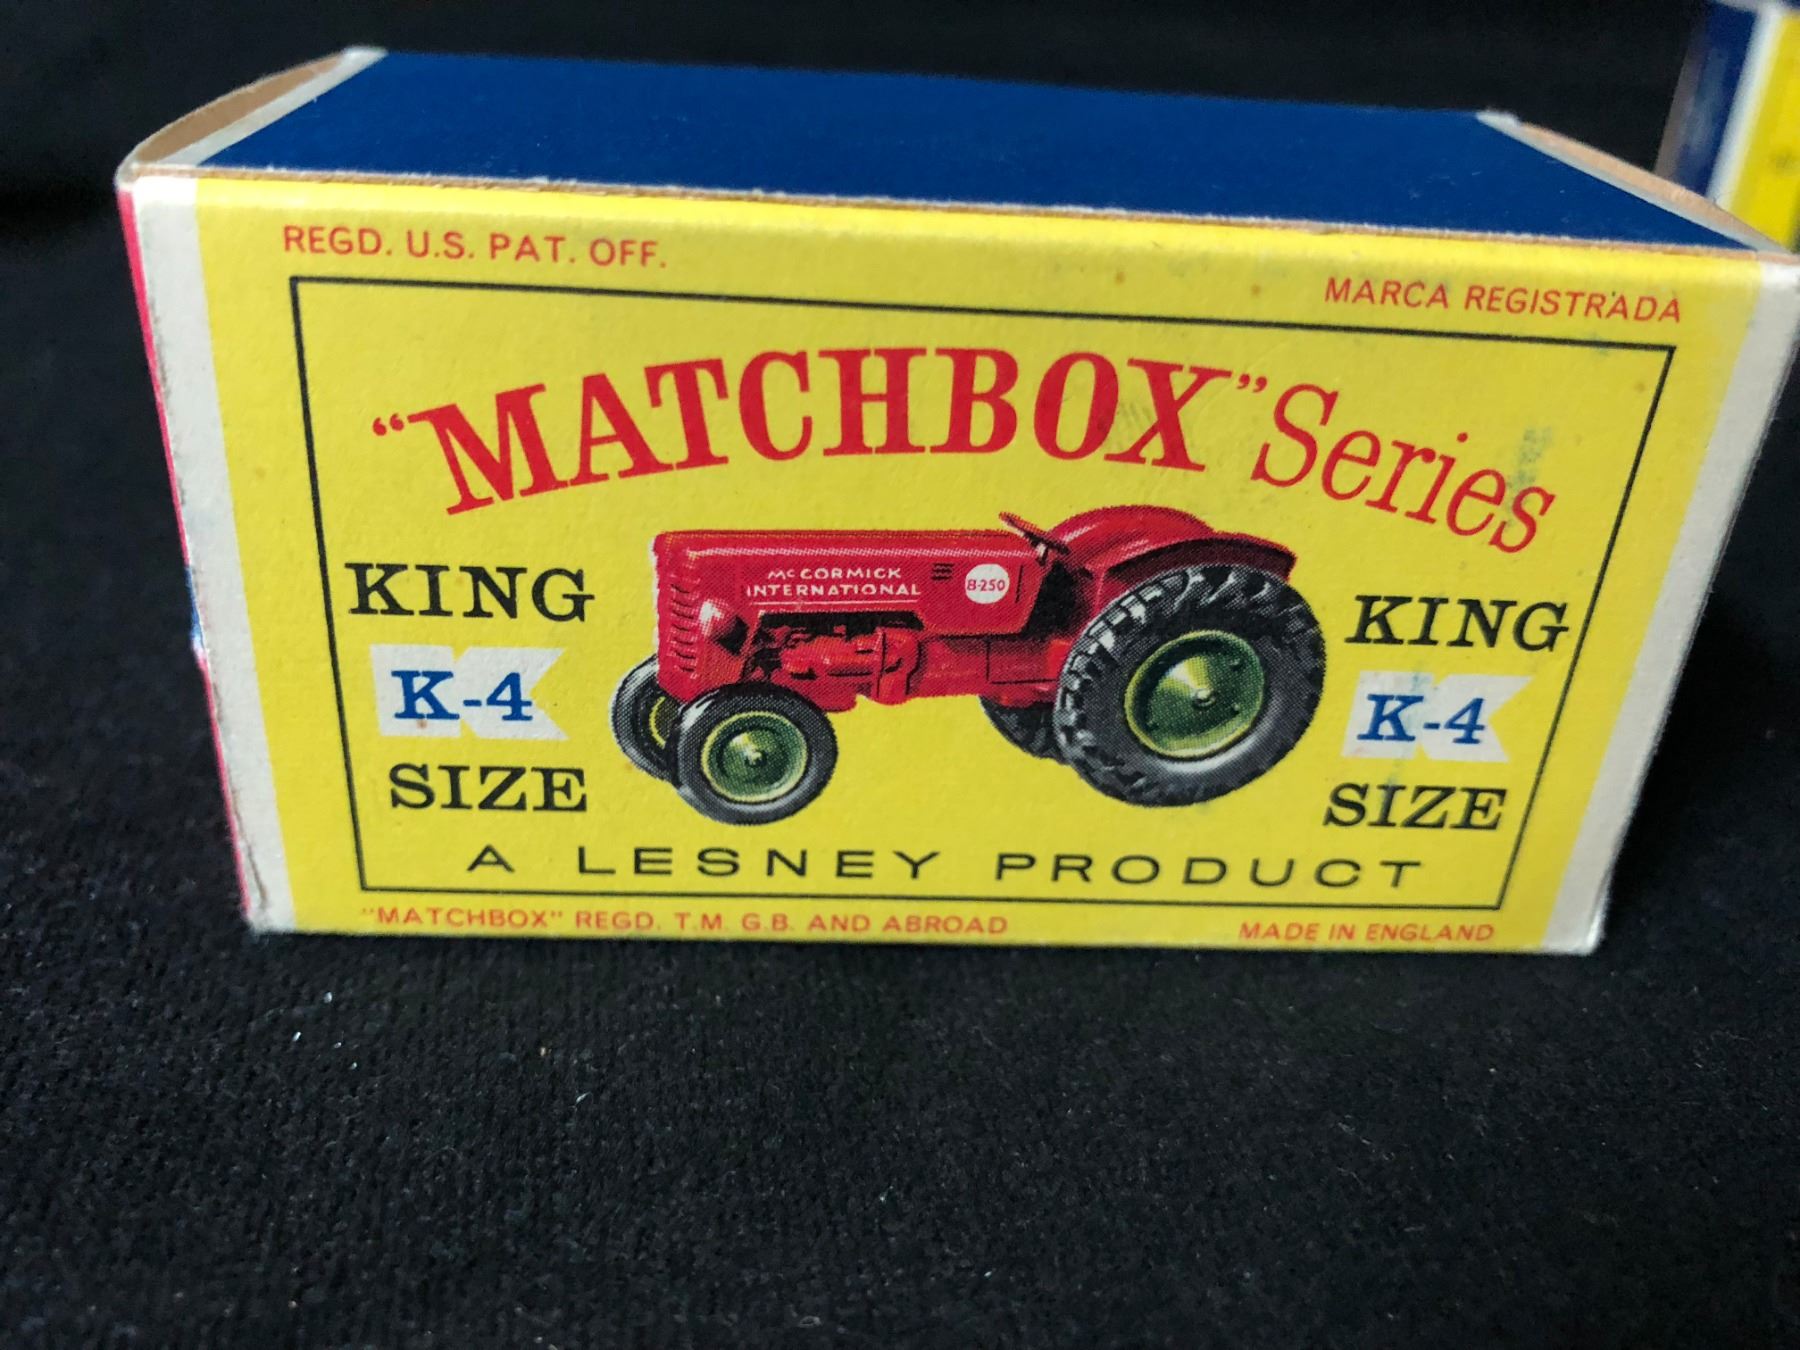 REGD. U.S. PAT. OFF.
MARCA REGISTRADA
"MATCHBOX" Series
McCORMICK
INTERNATIONAL
B-250
KING
K-4
SIZE
KING
K-4
SIZE
A LESNEY PRODUCT
"MATCHBOX" REGD. T.M. G.B. AND ABROAD
MADE IN ENGLAND